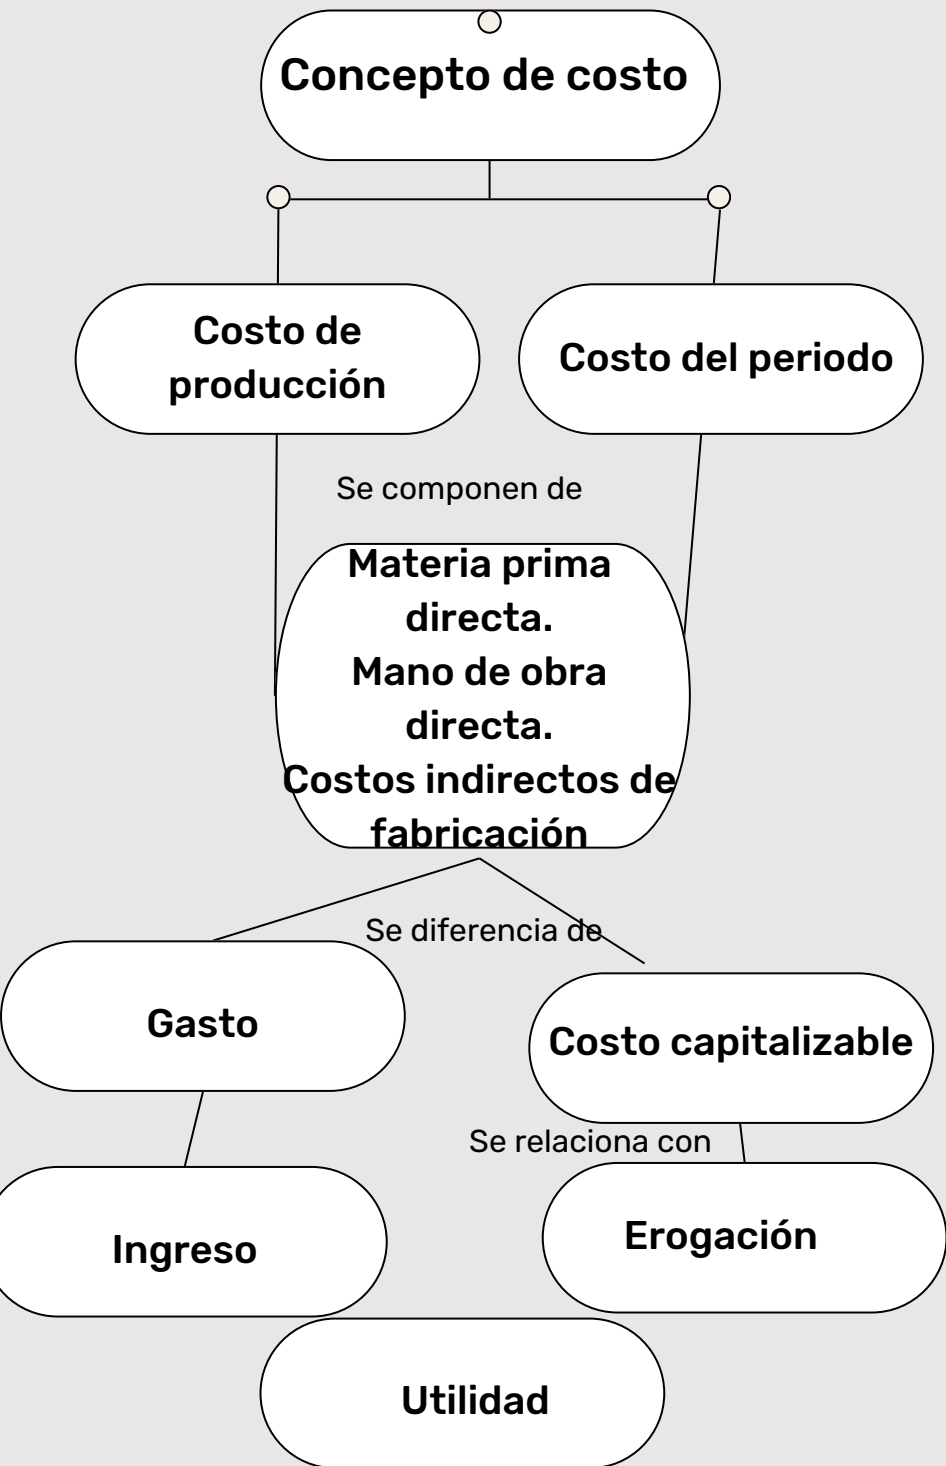 Concepto de costo
Costo de
producción
Costo del periodo
Se componen de
Materia prima
directa.
Mano de obra
directa.
Costos indirectos de
fabricación
Se diferencia de
Gasto
Costo capitalizable
Se relaciona con
Ingreso
Erogación
Utilidad